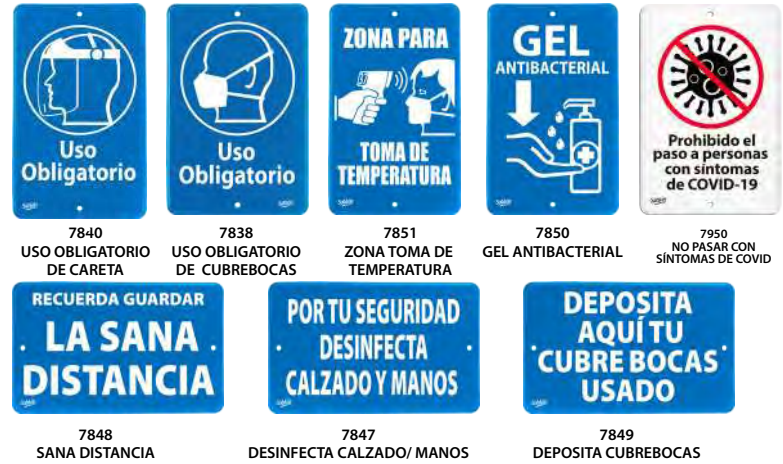 Uso
Obligatorio
7840
USO OBLIGATORIO
DE CARETA
Uso
Obligatorio
7838
USO OBLIGATORIO
DE CUBREBOCAS
ZONA PARA
TOMA DE
TEMPERATURA
7851
ZONA TOMA DE
TEMPERATURA
GEL
ANTIBACTERIAL
7850
GEL ANTIBACTERIAL
Prohibido el
paso a personas
con síntomas
de COVID-19
7950
NO PASAR CON
SÍNTOMAS DE COVID
RECUERDA GUARDAR
LA SANA
DISTANCIA
7848
SANA DISTANCIA
POR TU SEGURIDAD
DESINFECTA
CALZADO Y MANOS
7847
DESINFECTA CALZADO/ MANOS
DEPOSITA
AQUÍ TU
CUBRE BOCAS
USADO
7849
DEPOSITA CUBREBOCAS